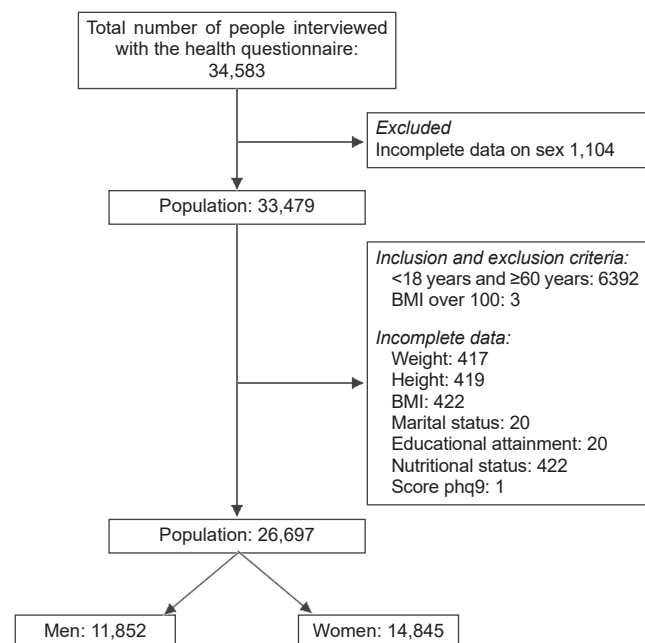 Total number of people interviewed
with the health questionnaire:
34,583
Excluded
Incomplete data on sex 1,104
Population: 33,479
Inclusion and exclusion criteria:
<18 years and ≥60 years: 6392
BMI over 100: 3
Incomplete data:
Weight: 417
Height: 419
BMI: 422
Marital status: 20
Educational attainment: 20
Nutritional status: 422
Score phq9: 1
Population: 26,697
Men: 11,852
Women: 14,845